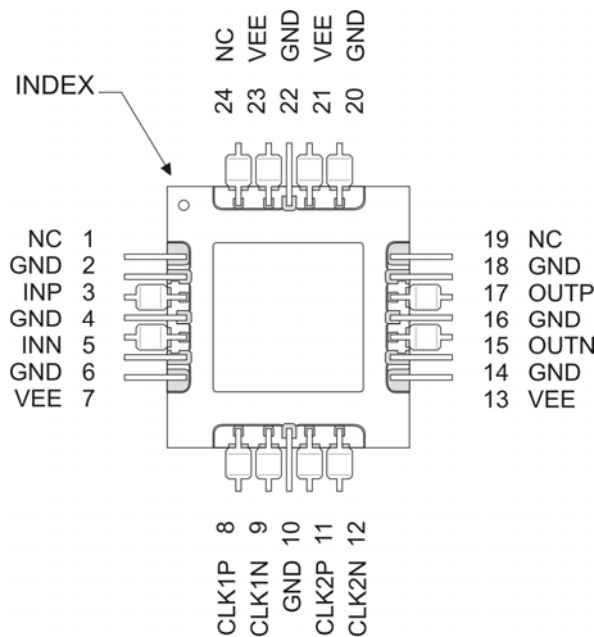 NC VEE GND VEE GND
24 23 22 21 20
INDEX
NC 1
GND 2
INP 3
GND 4
INN 5
GND 6
VEE 7
19 NC
18 GND
17 OUTP
16 GND
15 OUTN
14 GND
13 VEE
8 9 10 11 12
CLK1P CLK1N GND CLK2P CLK2N